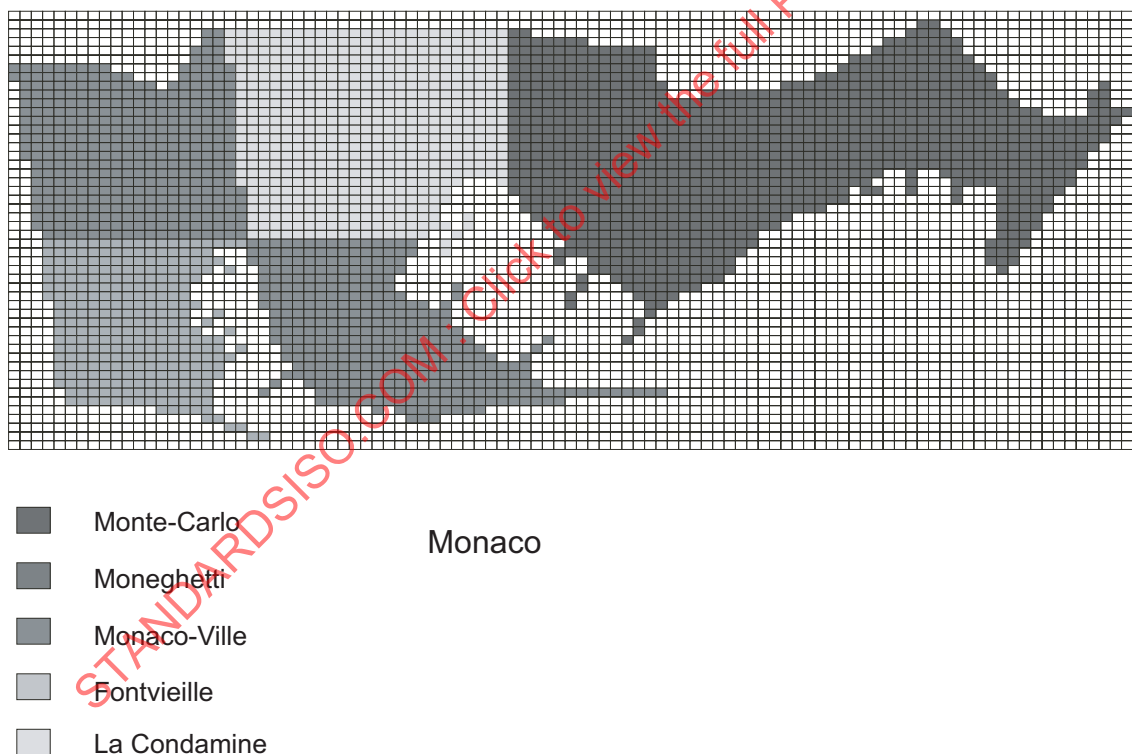 STANDARDSISO.COM : Click to view the full
Monte-Carlo
Monaco
Moneghetti
Monaco-Ville
Fontvieille
La Condamine